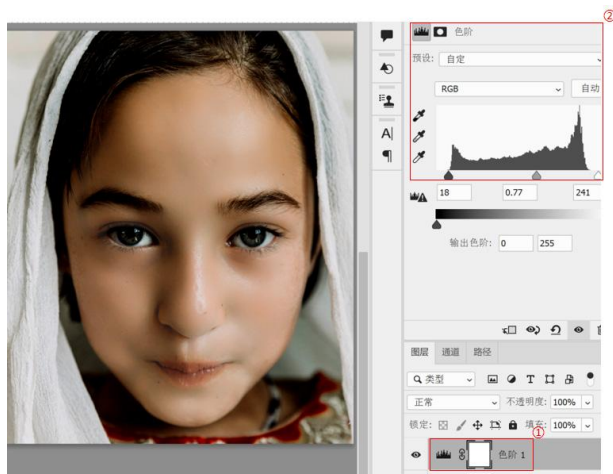 ②
色阶
预设: 自定
RGB 自动
18 0.77 241
输出色阶: 0 255
图层 通道 路径
类型 T
正常 不透明度: 100%
锁定: 填充: 100%
①
色阶 1
A